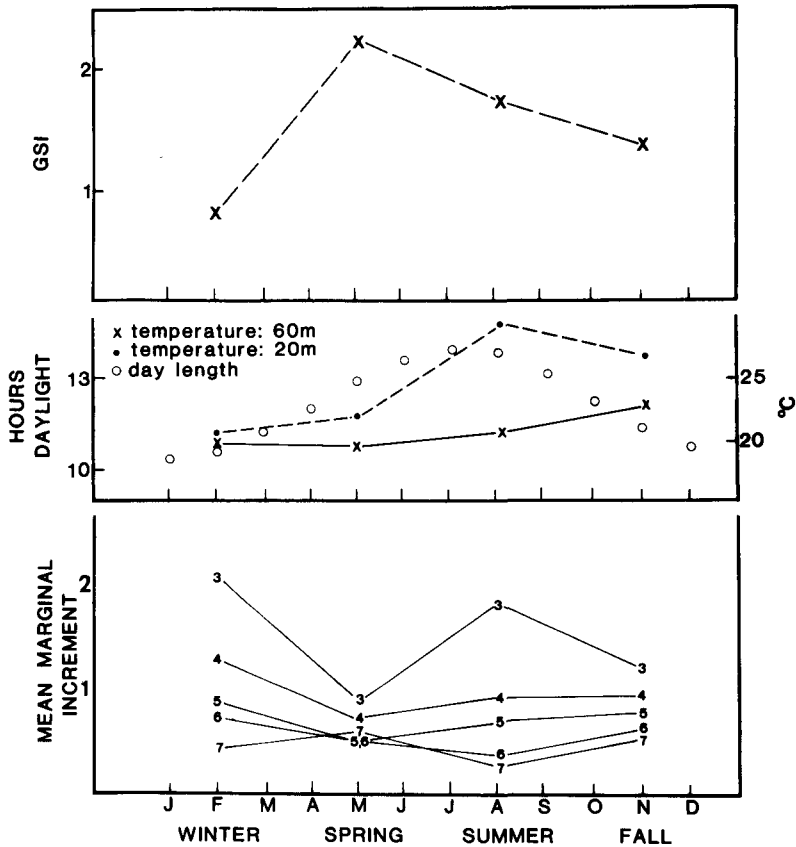 GSI
2
1
x temperature: 60m
• temperature: 20m
○ day length
HOURS
DAYLIGHT
13
10
25
20
°C
MEAN MARGINAL
INCREMENT
2
1
3
4
5
6
7
3
4
7
5,6
3
4
5
6
7
3
4
5
6
7
J F M A M J J A S O N D
WINTER SPRING SUMMER FALL